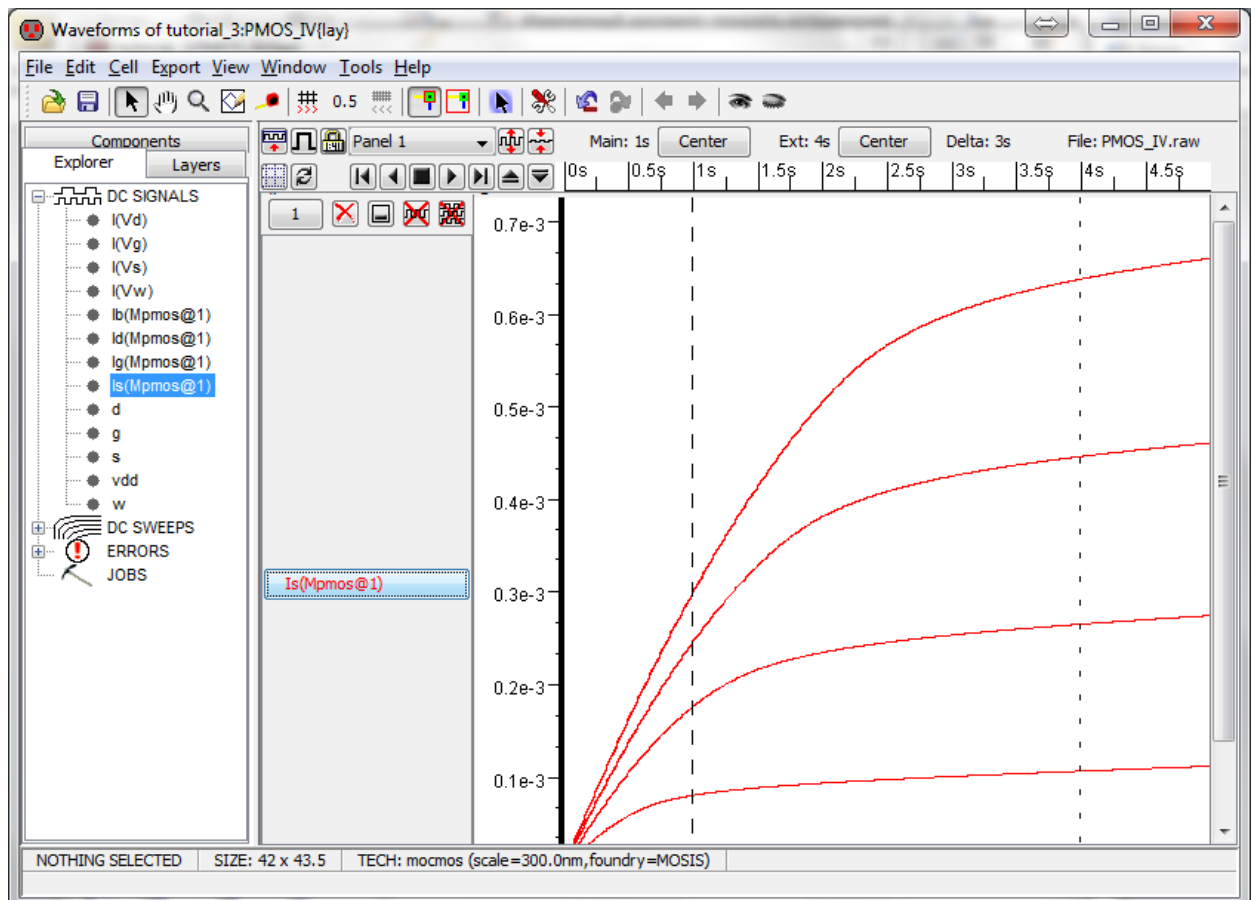 Waveforms of tutorial_3:PMOS_IV{lay}
File Edit Cell Export View Window Tools Help
0.5
Components
Explorer Layers
DC SIGNALS
I(Vd)
I(Vg)
I(Vs)
I(Vw)
Ib(Mpmos@1)
Id(Mpmos@1)
Ig(Mpmos@1)
Is(Mpmos@1)
d
g
s
vdd
w
DC SWEEPS
ERRORS
JOBS
Panel 1 Main: 1s Center Ext: 4s Center Delta: 3s File: PMOS_IV.raw
0s 0.5s 1s 1.5s 2s 2.5s 3s 3.5s 4s 4.5s
1
Is(Mpmos@1)
0.7e-3
0.6e-3
0.5e-3
0.4e-3
0.3e-3
0.2e-3
0.1e-3
NOTHING SELECTED SIZE: 42 x 43.5 TECH: mocmos (scale=300.0nm,foundry=MOSIS)